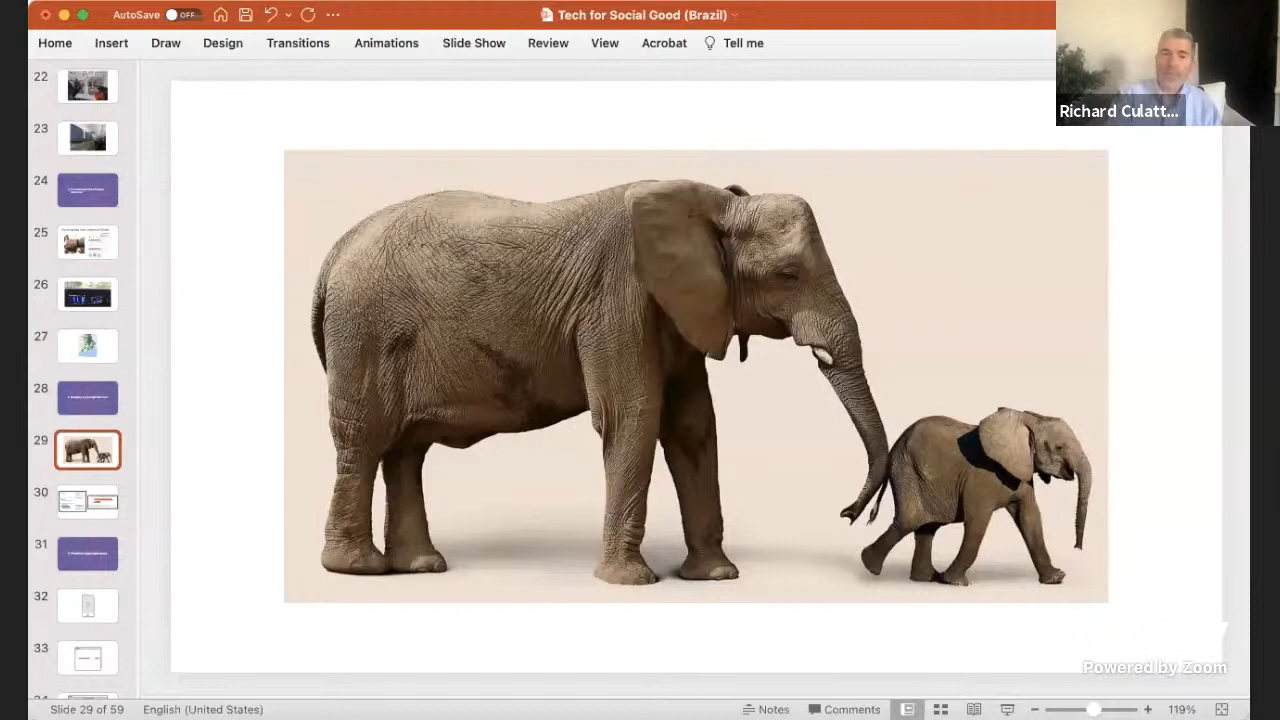 AutoSave OFF
Tech for Social Good (Brazil)
Home Insert Draw Design Transitions Animations Slide Show Review View Acrobat Tell me
Richard Culatt...
22
23
24
25
26
27
28
29
30
31
32
33
Powered by Zoom
Slide 29 of 59 English (United States) Notes Comments 119%